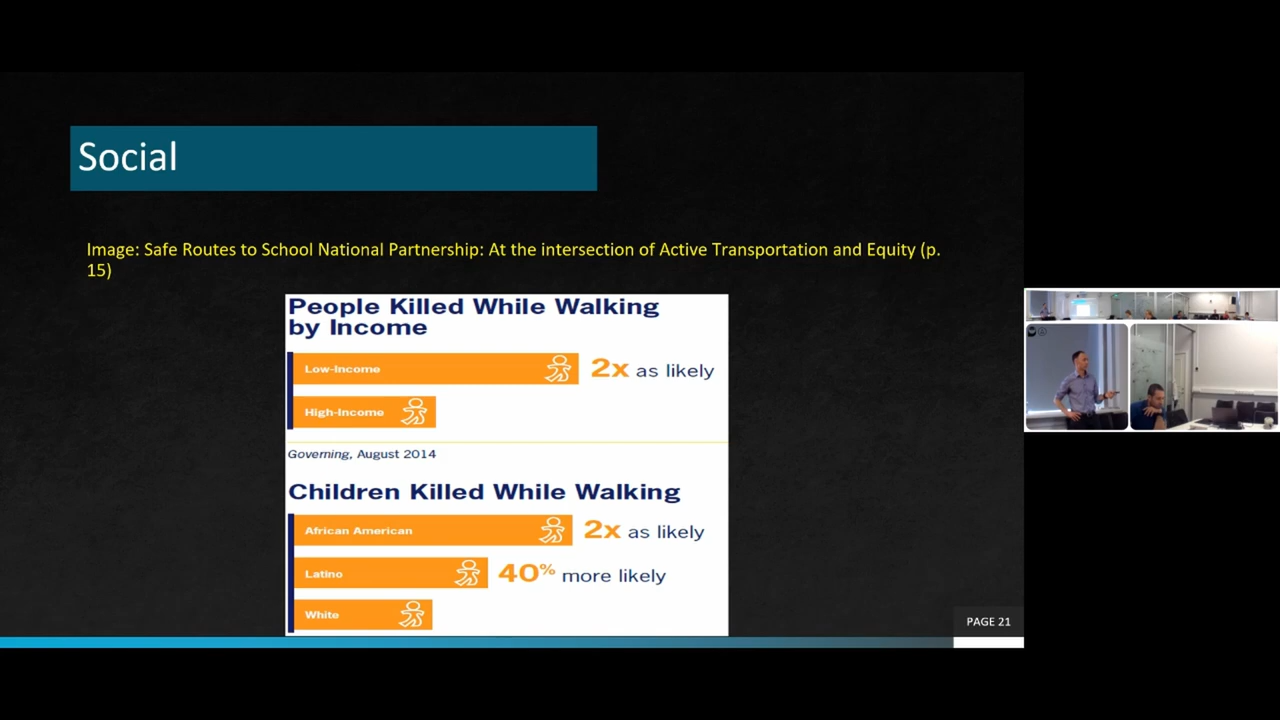 Social
Image: Safe Routes to School National Partnership: At the intersection of Active Transportation and Equity (p.
15)
People Killed While Walking
by Income
Low-Income
2x as likely
High-Income
Governing, August 2014
Children Killed While Walking
African American
2x as likely
Latino
40% more likely
White
PAGE 21